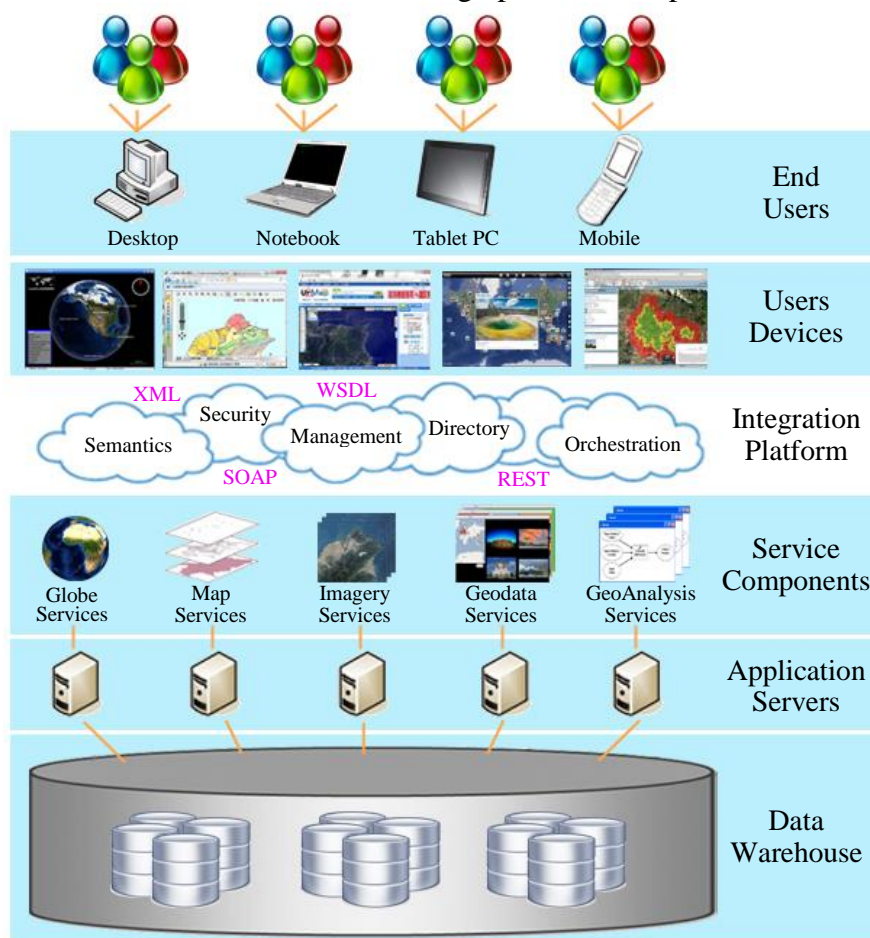 Desktop
Notebook
Tablet PC
Mobile
End
Users
Users
Devices
XML
WSDL
Semantics
Security
Management
Directory
Orchestration
SOAP
REST
Integration
Platform
Globe
Services
Map
Services
Imagery
Services
Geodata
Services
GeoAnalysis
Services
Service
Components
Application
Servers
Data
Warehouse